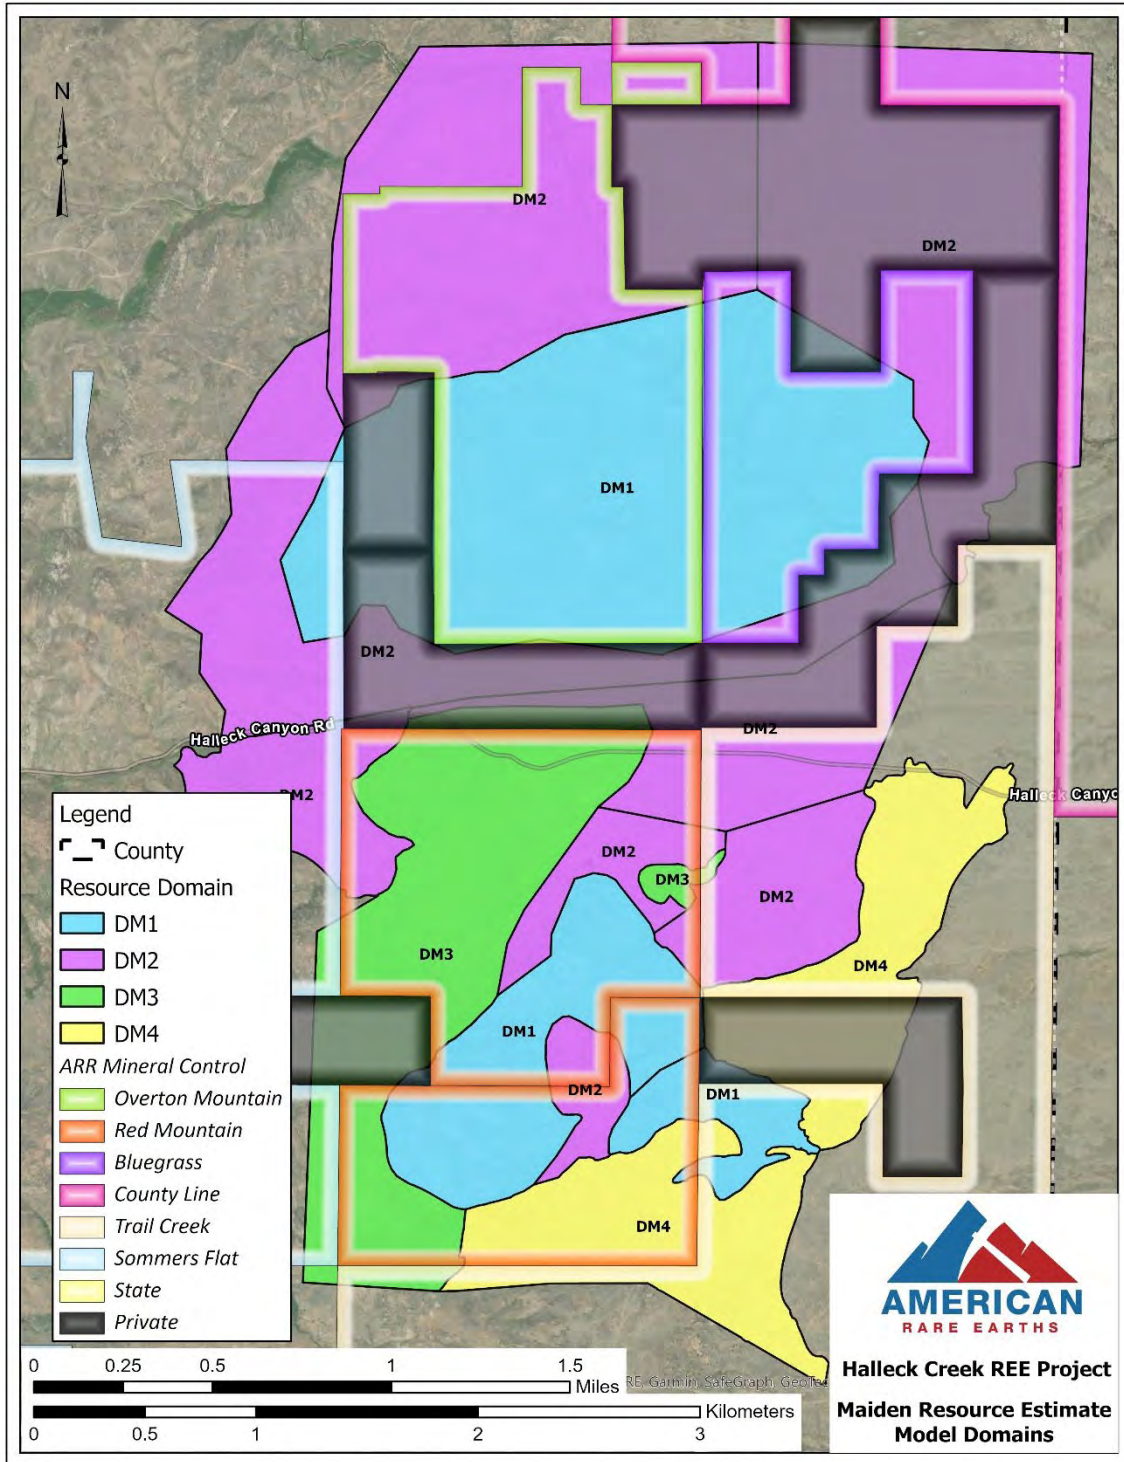 N
DM2
DM2
DM1
DM2
Halleck Canyon Rd
DM2
DM2
Halleck Canyo
DM2
DM3
DM2
DM3
DM4
DM1
DM2
DM1
DM4
Legend
County
Resource Domain
DM1
DM2
DM3
DM4
ARR Mineral Control
Overton Mountain
Red Mountain
Bluegrass
County Line
Trail Creek
Sommers Flat
State
Private
0 0.25 0.5 1 1.5
Miles
Kilometers
0 0.5 1 2 3
RE, Garmin, SafeGraph,
AMERICAN
RARE EARTHS
Halleck Creek REE Project
Maiden Resource Estimate
Model Domains